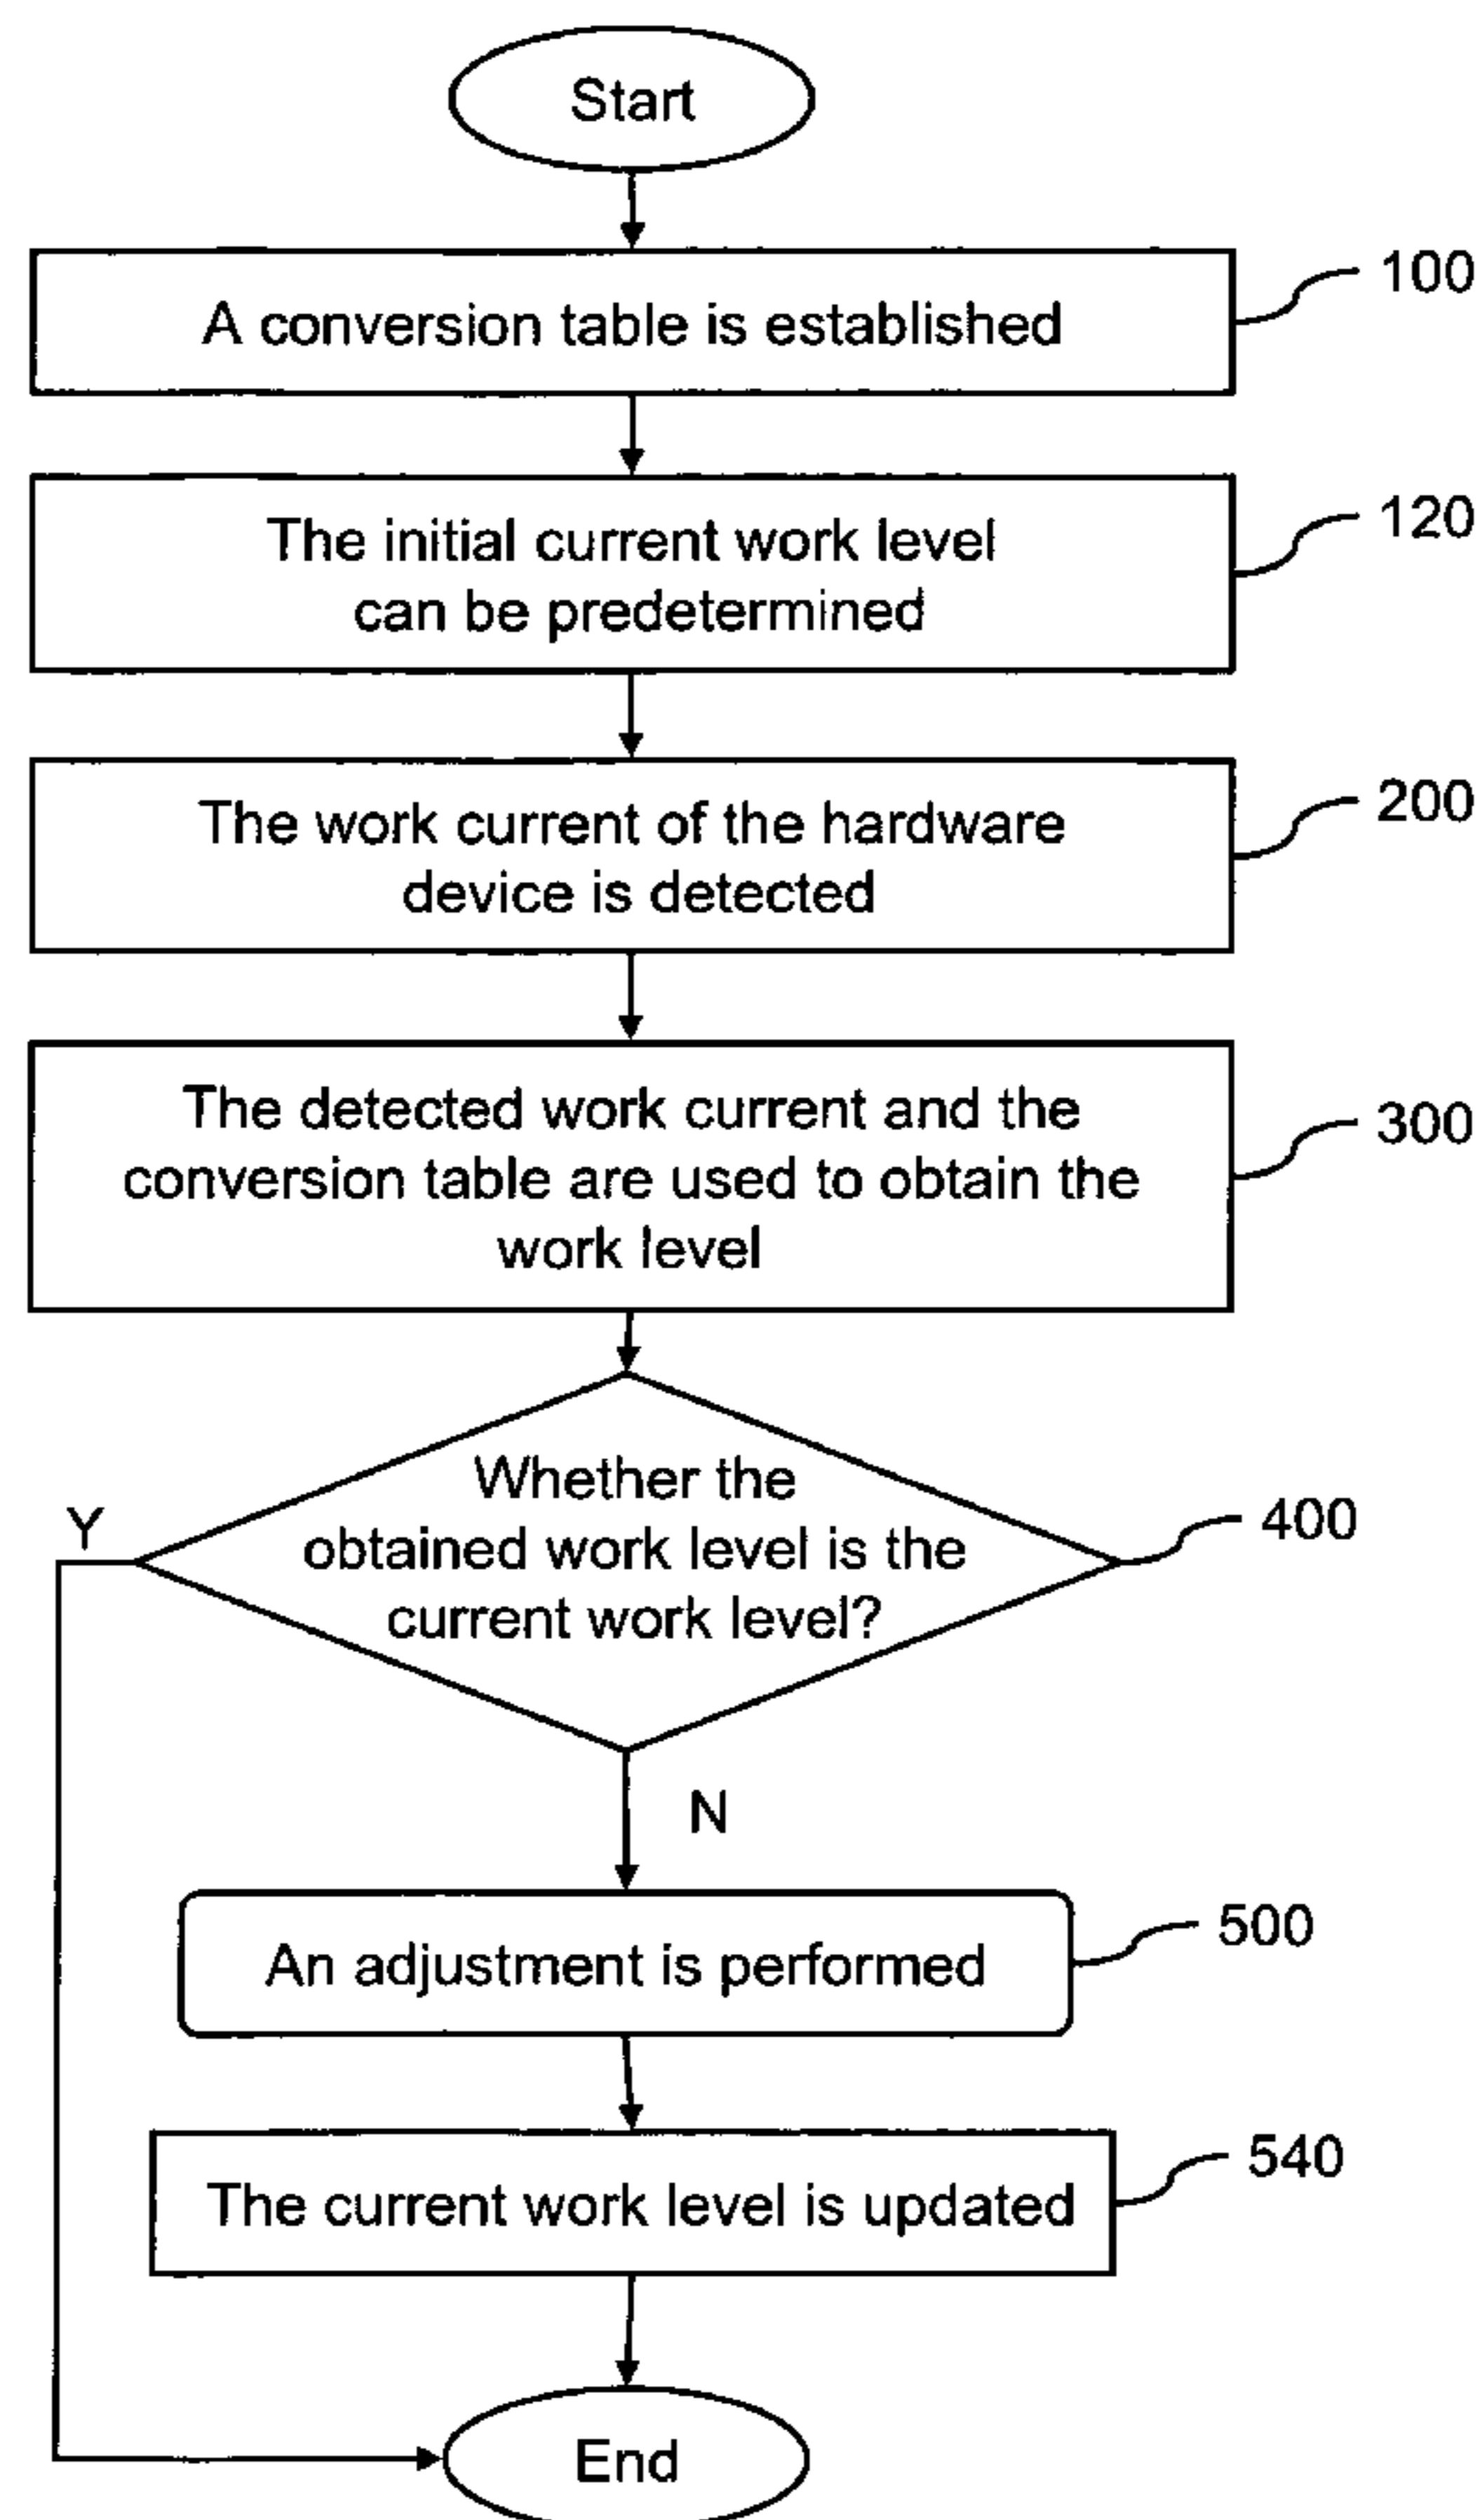 Start
A conversion table is established
100
The initial current work level
can be predetermined
120
The work current of the hardware
device is detected
200
The detected work current and the
conversion table are used to obtain the
work level
300
Whether the
obtained work level is the
current work level?
400
Y
N
An adjustment is performed
500
The current work level is updated
540
End